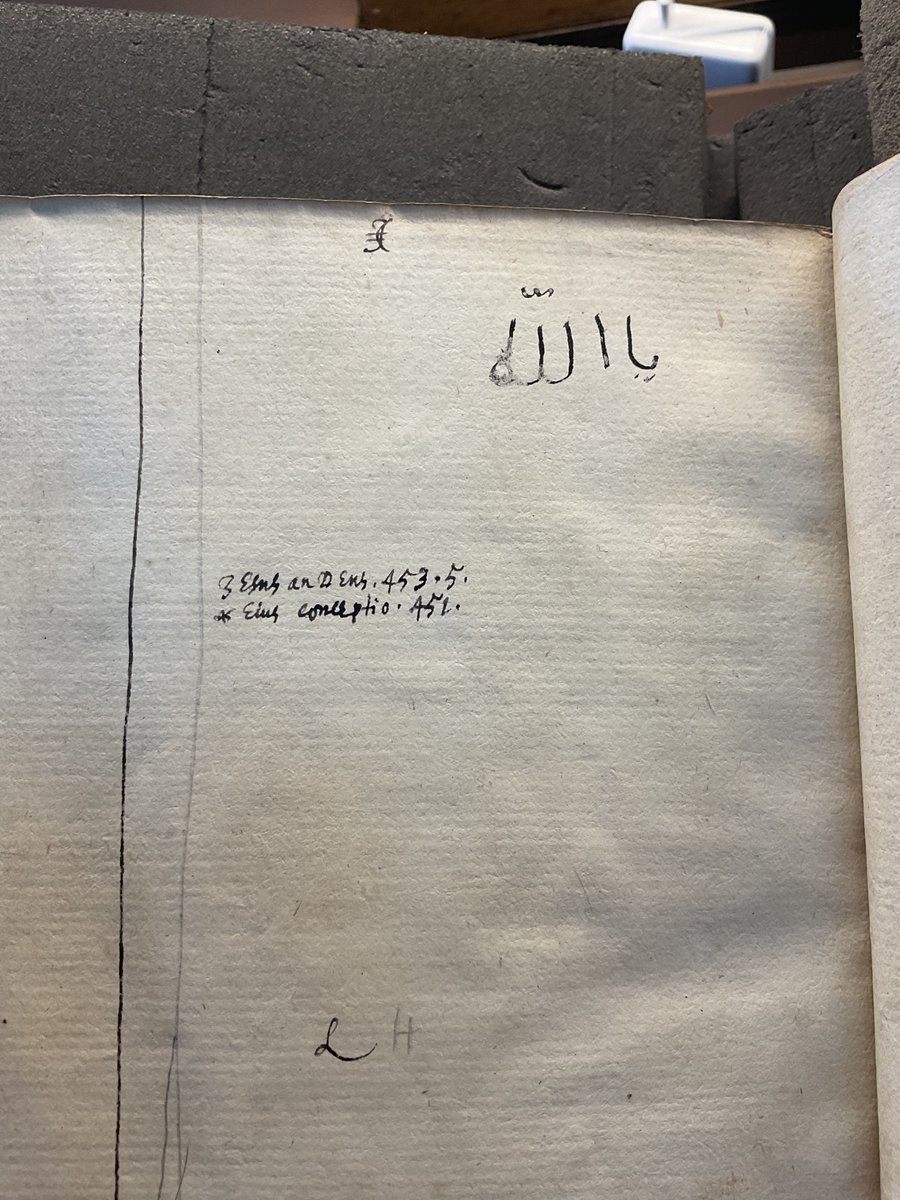 I
يا الله
Jesus an Deus. 453. 5.
* Eius conceptio. 451.
L H